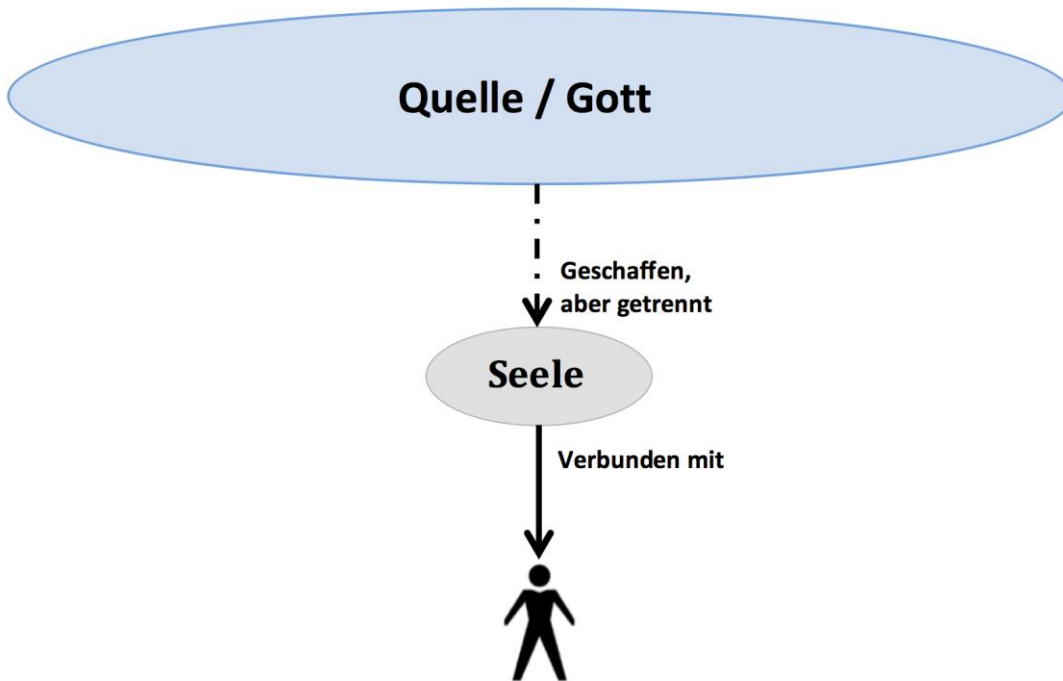 Quelle / Gott
Geschaffen,
aber getrennt
Seele
Verbunden mit